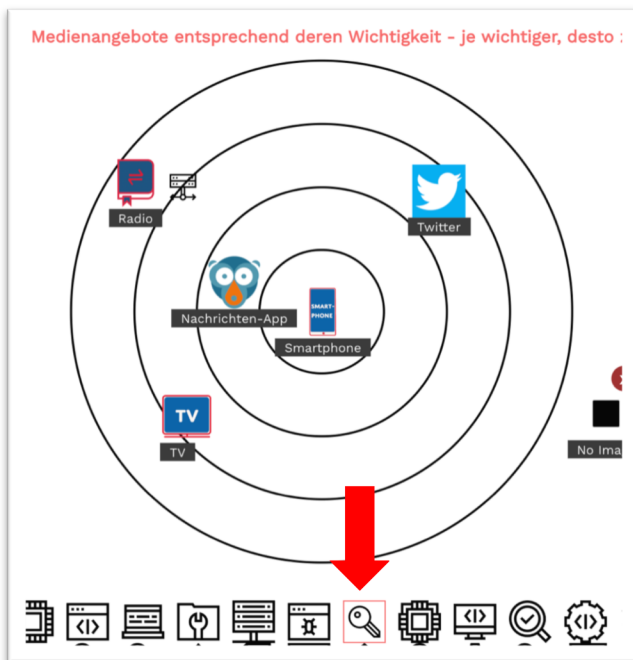 Medienangebote entsprechend deren Wichtigkeit - je wichtiger, desto
Radio
Twitter
Nachrichten-App
SMART-
PHONE
Smartphone
TV
TV
No Ima